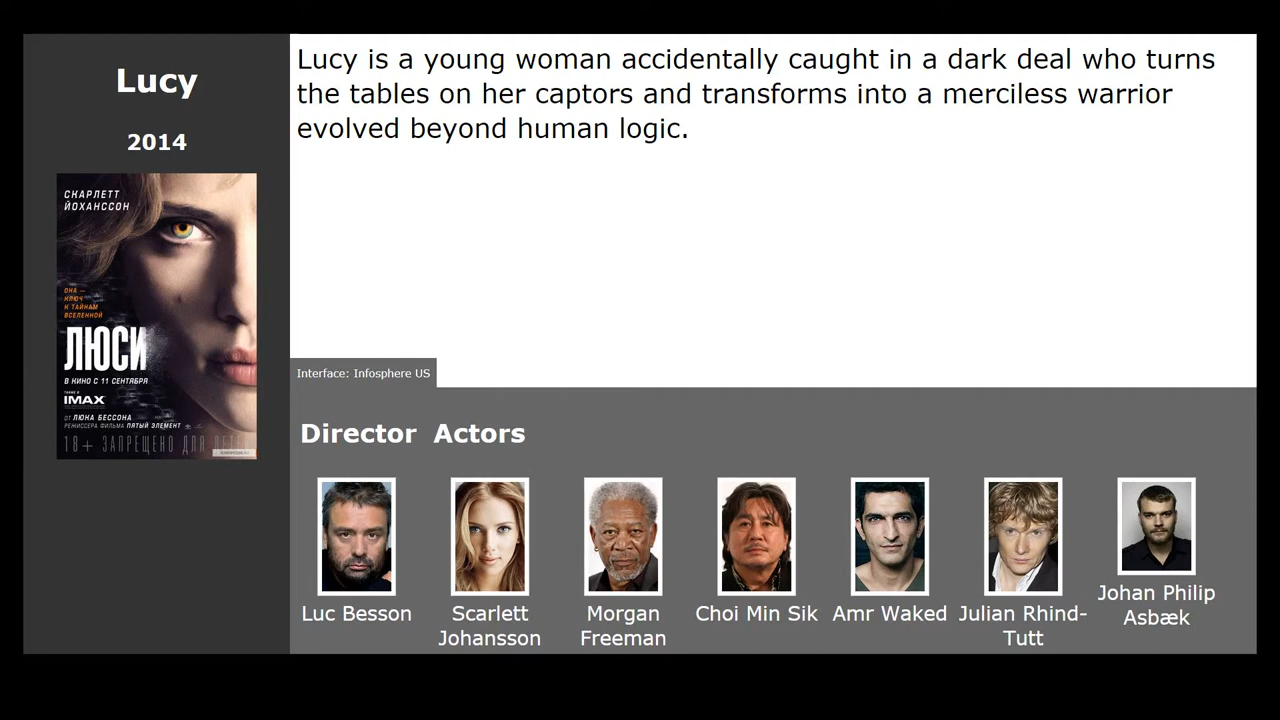 Lucy
2014
СКАРЛЕТТ
ЙОХАНССОН
ОНА —
КЛЮЧ
К ТАЙНАМ
ВСЕЛЕННОЙ
ЛЮСИ
В КИНО С 11 СЕНТЯБРЯ
IMAX
ОТ ЛЮКА БЕССОНА
РЕЖИССЕРА ФИЛЬМА ПЯТЫЙ ЭЛЕМЕНТ
18+ ЗАПРЕЩЕНО ДЛЯ ДЕТЕЙ
Lucy is a young woman accidentally caught in a dark deal who turns
the tables on her captors and transforms into a merciless warrior
evolved beyond human logic.
Interface: Infosphere US
Director Actors
Luc Besson
Scarlett
Johansson
Morgan
Freeman
Choi Min Sik
Amr Waked
Julian Rhind-
Tutt
Johan Philip
Asbæk